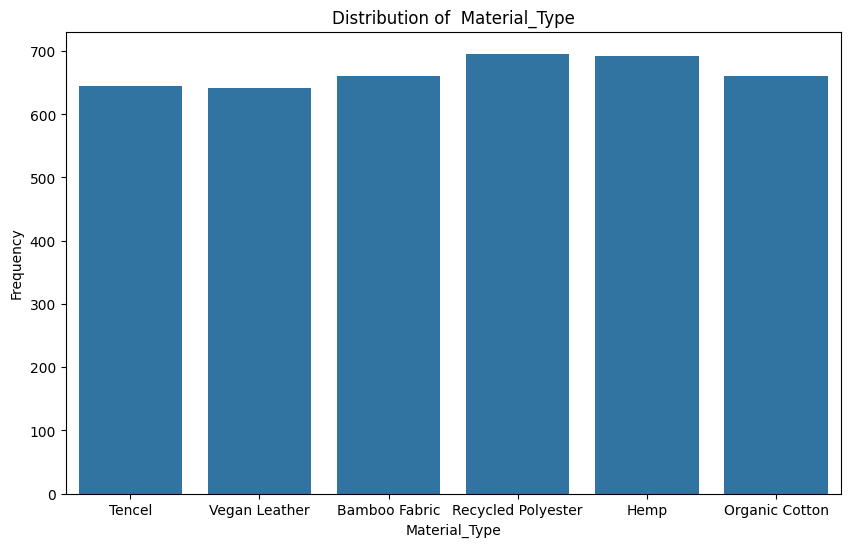 Distribution of  Material_Type
700
600
500
400
300
200
100
0
Frequency
Tencel Vegan Leather Bamboo Fabric Recycled Polyester Hemp Organic Cotton
Material_Type